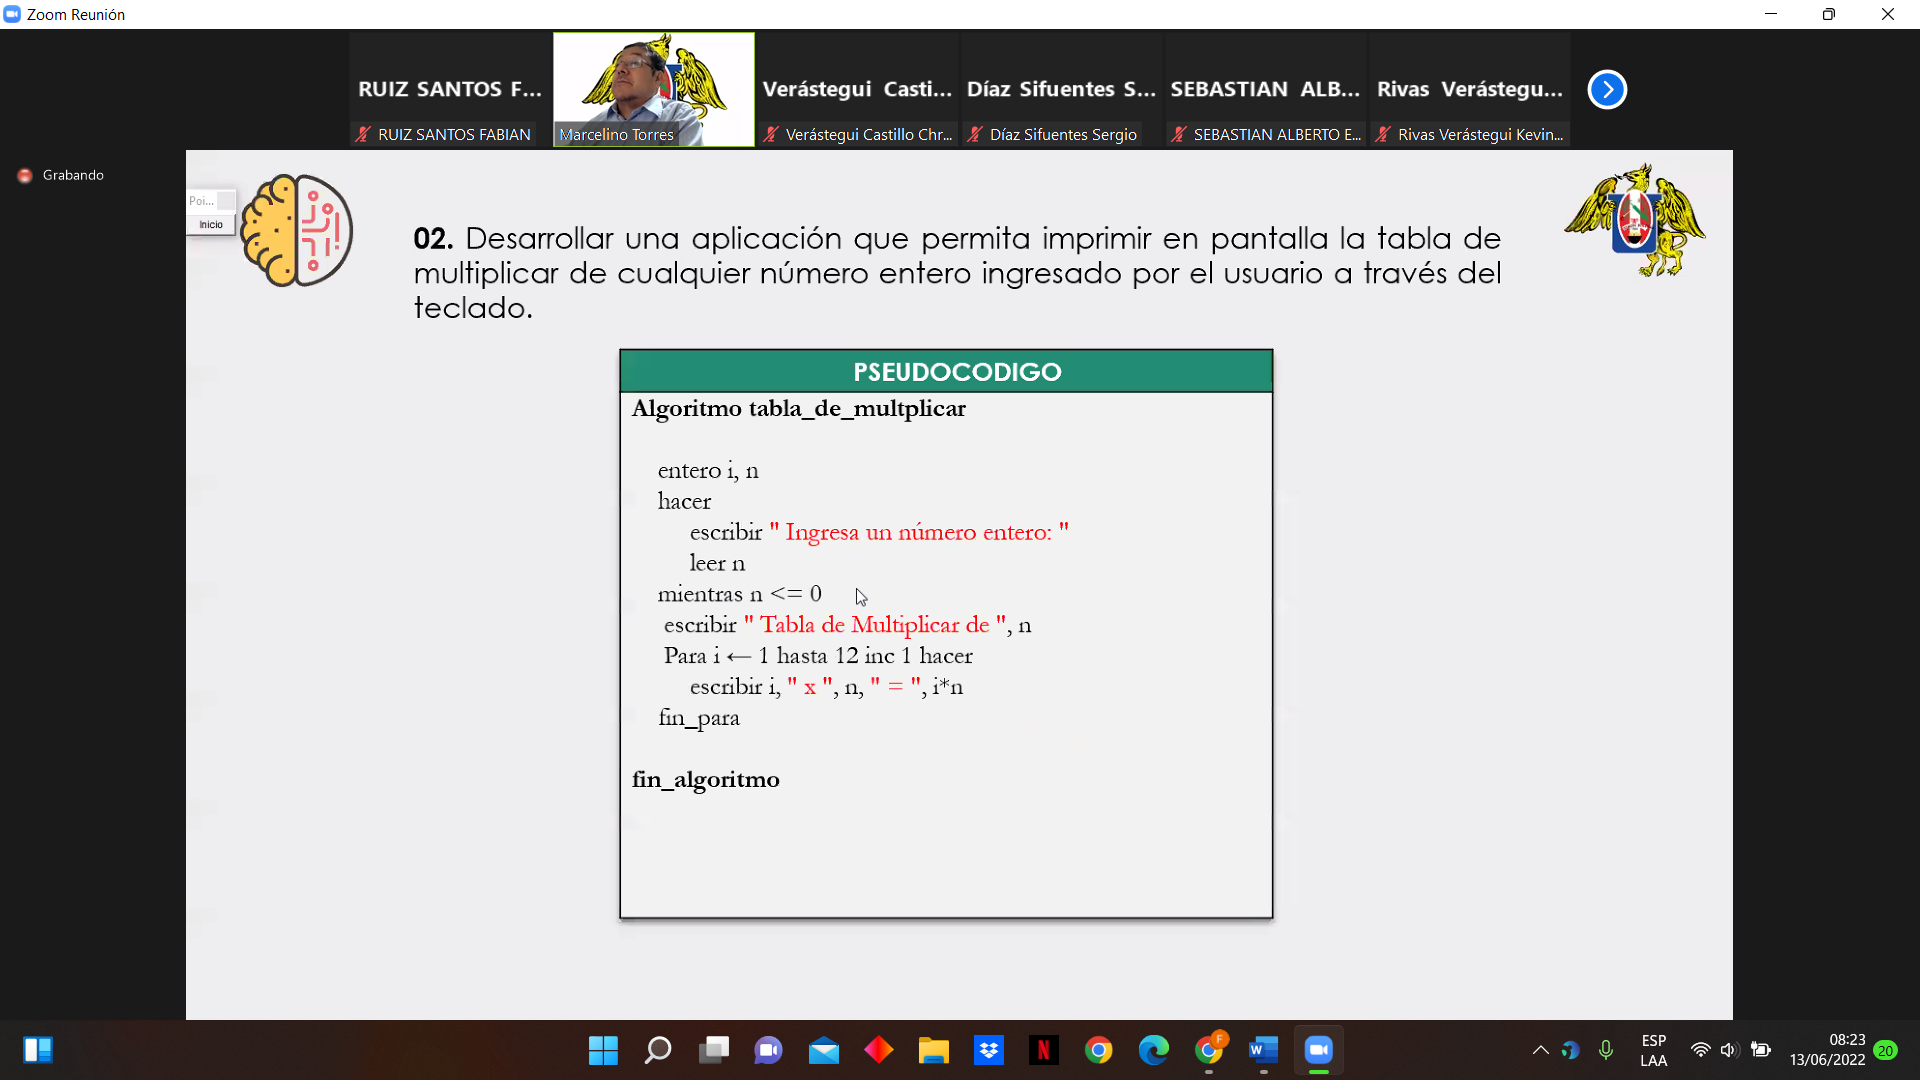 Zoom Reunión
RUIZ SANTOS F...
Verástegui Casti...
Díaz Sifuentes S...
SEBASTIAN ALB...
Rivas Verástegu...
RUIZ SANTOS FABIAN
Marcelino Torres
Verástegui Castillo Chr...
Díaz Sifuentes Sergio
SEBASTIAN ALBERTO E...
Rivas Verástegui Kevin...
Grabando
Poi...
Inicio
02. Desarrollar una aplicación que permita imprimir en pantalla la tabla de
multiplicar de cualquier número entero ingresado por el usuario a través del
teclado.
PSEUDOCODIGO
Algoritmo tabla_de_multplicar
entero i, n
hacer
escribir " Ingresa un número entero: "
leer n
mientras n <= 0
escribir " Tabla de Multiplicar de ", n
Para i ← 1 hasta 12 inc 1 hacer
escribir i, " x ", n, " = ", i*n
fin_para
fin_algoritmo
ESP
LAA
08:23
13/06/2022
20